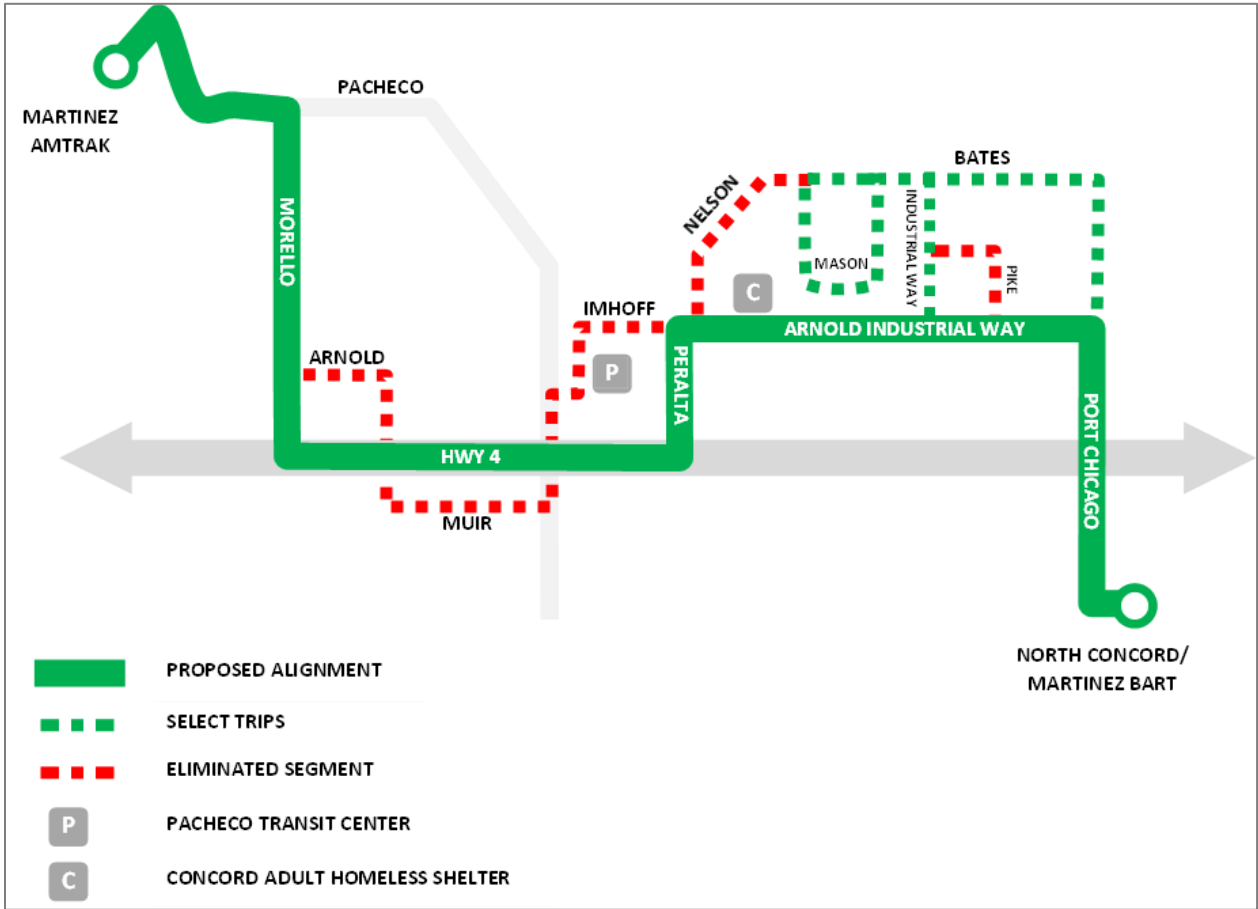 PACHECO
MARTINEZ
AMTRAK
BATES
NELSON
INDUSTRIAL WAY
MORELLO
MASON
PIKE
C
IMHOFF
ARNOLD INDUSTRIAL WAY
ARNOLD
P
PERALTA
PORT CHICAGO
HWY 4
MUIR
NORTH CONCORD/
MARTINEZ BART
PROPOSED ALIGNMENT
SELECT TRIPS
ELIMINATED SEGMENT
P PACHECO TRANSIT CENTER
C CONCORD ADULT HOMELESS SHELTER